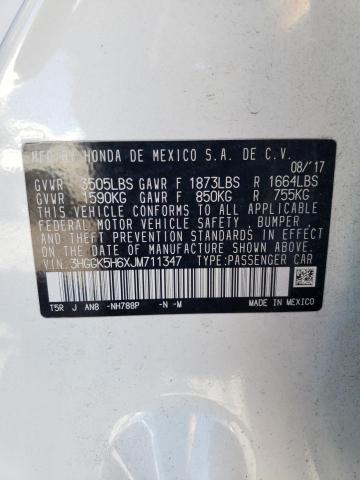 MFD BY HONDA DE MEXICO S.A. DE C.V.
08/'17
GVWR 3505LBS GAWR F 1873LBS R 1664LBS
GVWR 1590KG GAWR F 850KG R 755KG
THIS VEHICLE CONFORMS TO ALL APPLICABLE
FEDERAL MOTOR VEHICLE SAFETY, BUMPER
AND THEFT PREVENTION STANDARDS IN EFFECT
ON THE DATE OF MANUFACTURE SHOWN ABOVE.
V.I.N.: 3HGGK5H6XJM711347 TYPE:PASSENGER CAR
T5R J AN8 -NH788P -N -M MADE IN MEXICO